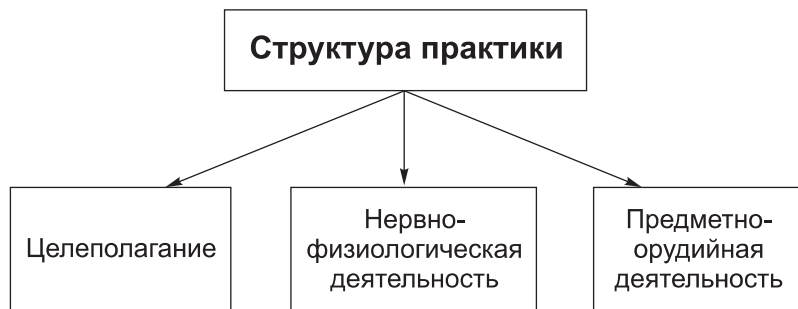 Структура практики
Целеполагание
Нервно-
физиологическая
деятельность
Предметно-
орудийная
деятельность